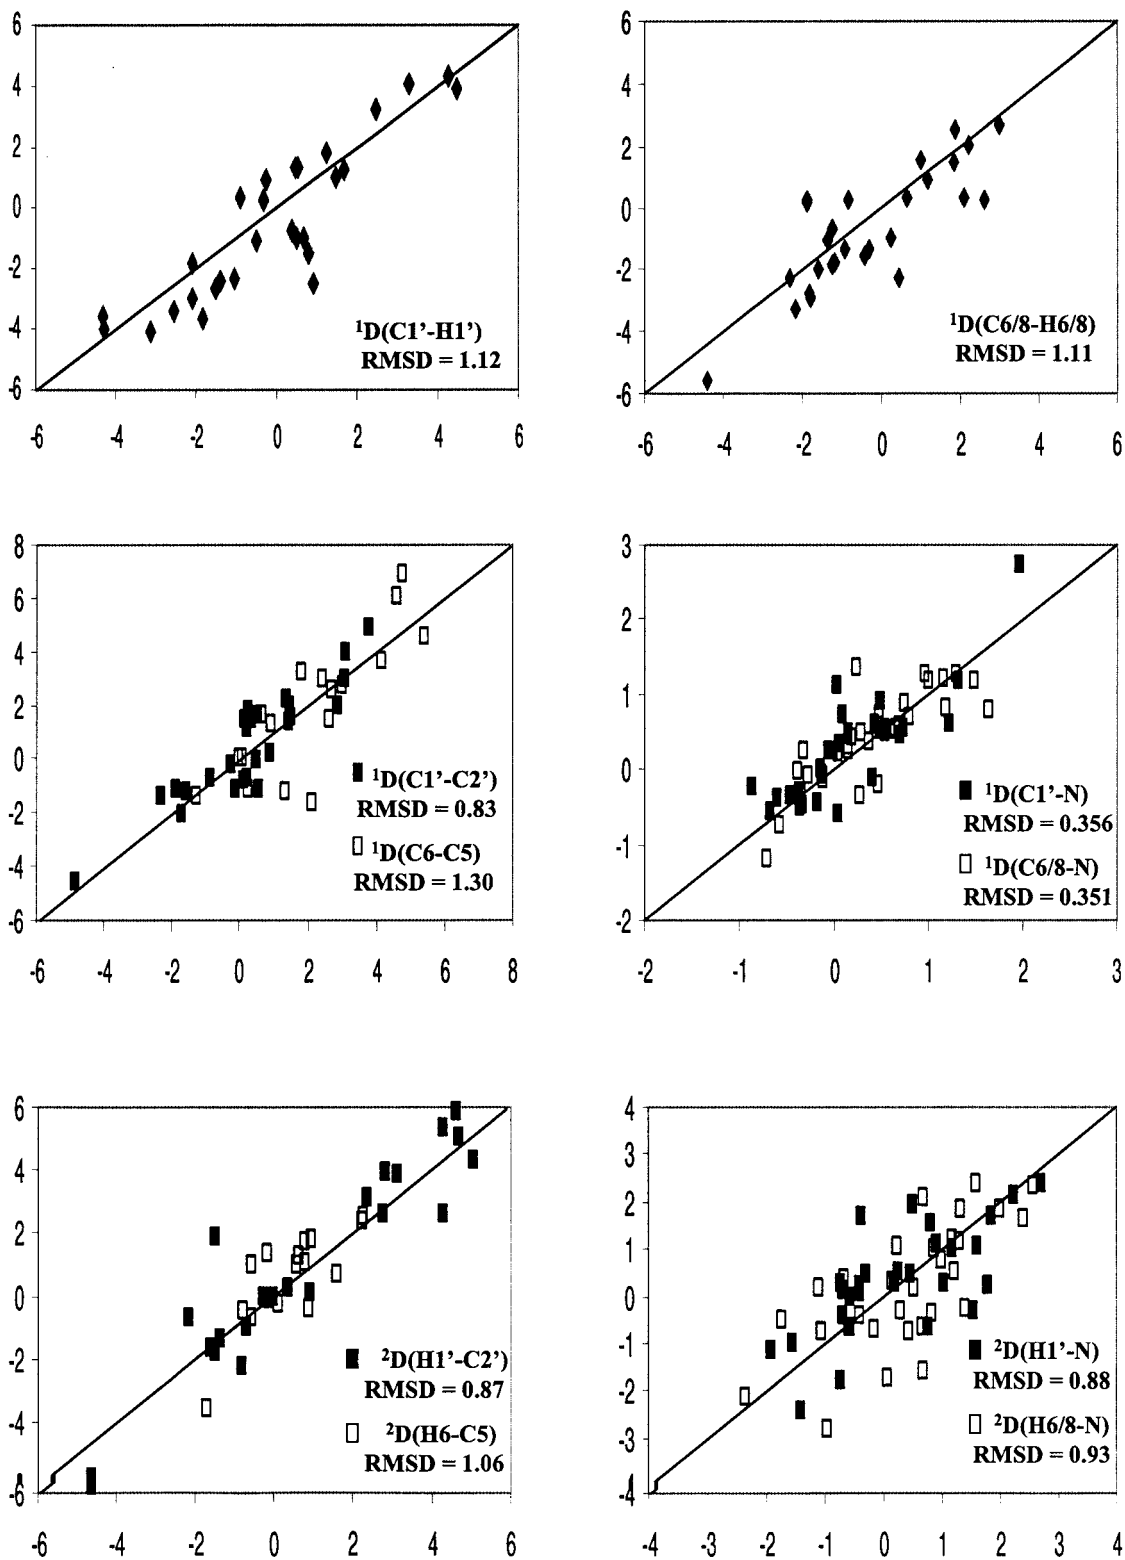 6
4
2
0
-2
-4
-6
-6 -4 -2 0 2 4 6
¹D(C1’-H1’)
RMSD = 1.12
6
4
2
0
-2
-4
-6
-6 -4 -2 0 2 4 6
¹D(C6/8-H6/8)
RMSD = 1.11
8
6
4
2
0
-2
-4
-6
-6 -4 -2 0 2 4 6 8
¹D(C1’-C2’)
RMSD = 0.83
¹D(C6-C5)
RMSD = 1.30
3
2
1
0
-1
-2
-2 -1 0 1 2 3
¹D(C1’-N)
RMSD = 0.356
¹D(C6/8-N)
RMSD = 0.351
6
4
2
0
-2
-4
-6
-6 -4 -2 0 2 4 6
²D(H1’-C2’)
RMSD = 0.87
²D(H6-C5)
RMSD = 1.06
4
3
2
1
0
-1
-2
-3
-4
-4 -3 -2 -1 0 1 2 3 4
²D(H1’-N)
RMSD = 0.88
²D(H6/8-N)
RMSD = 0.93